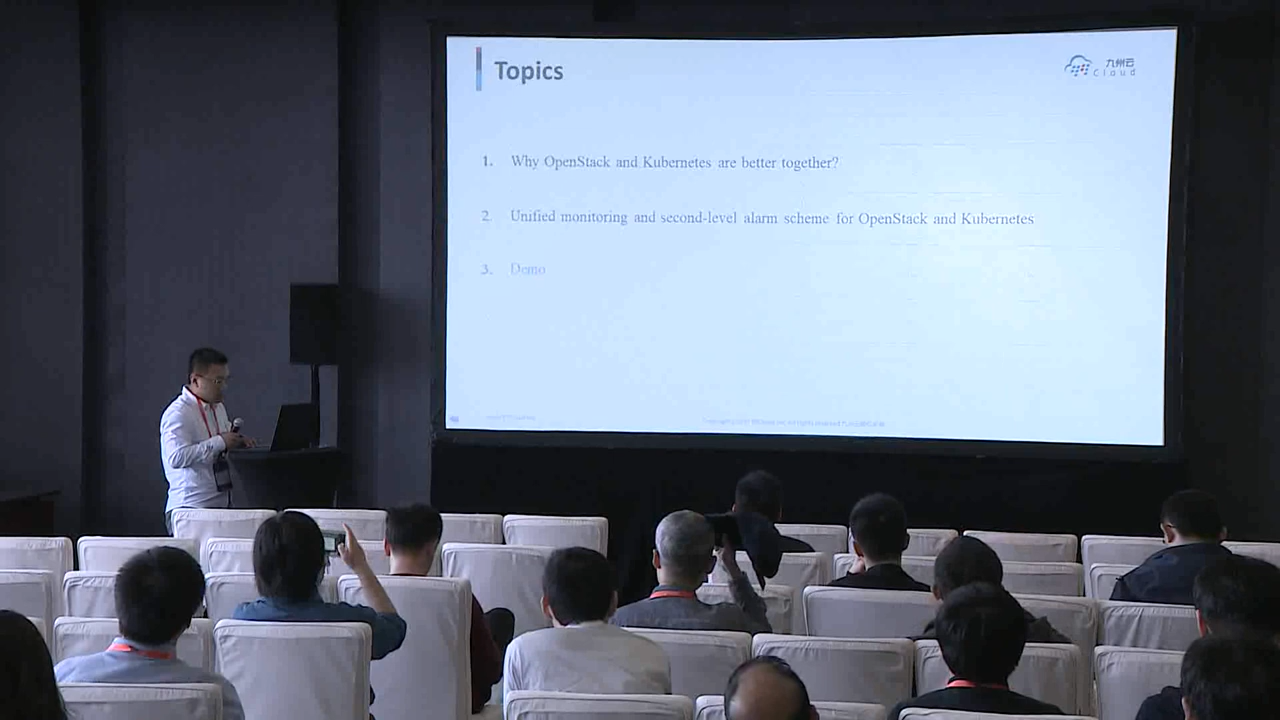 Topics
九州云
Cloud
1. Why OpenStack and Kubernetes are better together?
2. Unified monitoring and second-level alarm scheme for OpenStack and Kubernetes
3. Demo